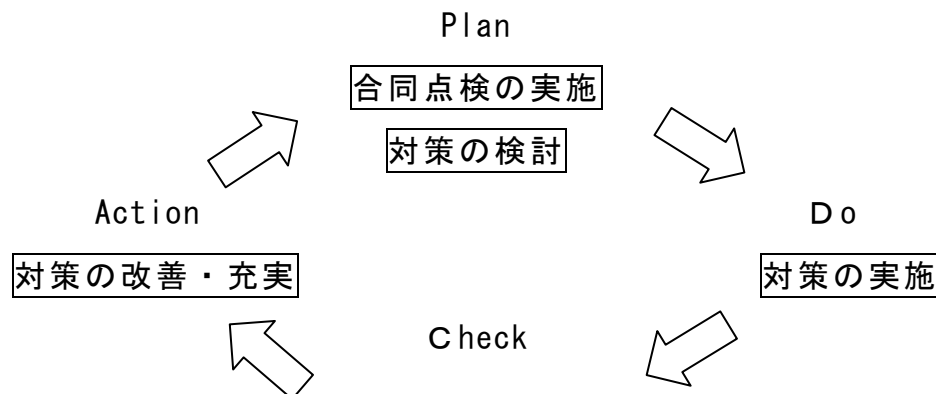 Plan
合同点検の実施
対策の検討
Action
Do
対策の改善・充実
対策の実施
Check